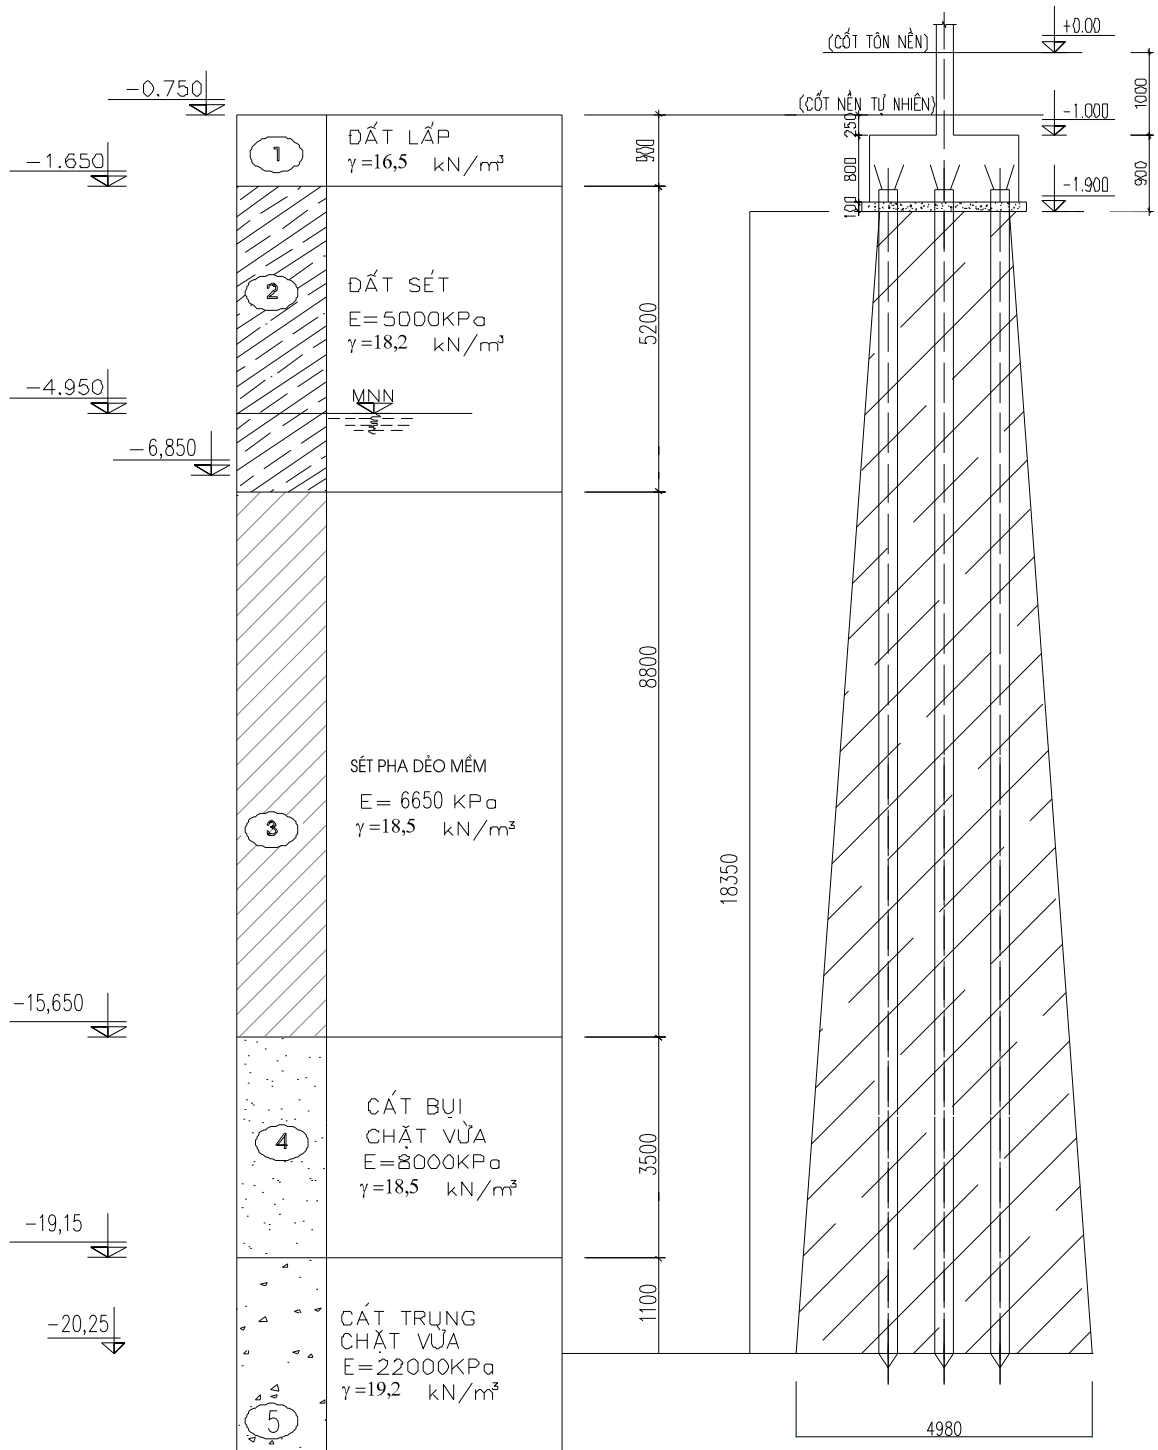 +0.00
(CỐT TÔN NỀN)
-0.750
1000
(CỐT NỀN TỰ NHIÊN)
-1.000
250
1
ĐẤT LẤP
γ=16,5 kN/m³
900
-1.650
800
900
-1.900
100
2
ĐẤT SÉT
E=5000KPa
γ=18,2 kN/m³
5200
-4.950
MNN
-6,850
8800
SÉT PHA DẺO MỀM
E= 6650 KPa
γ=18,5 kN/m³
3
18350
-15,650
CÁT BỤI
CHẶT VỪA
E=8000KPa
γ=18,5 kN/m³
4
3500
-19,15
1100
-20,25
CÁT TRUNG
CHẶT VỪA
E=22000KPa
γ=19,2 kN/m³
5
4980